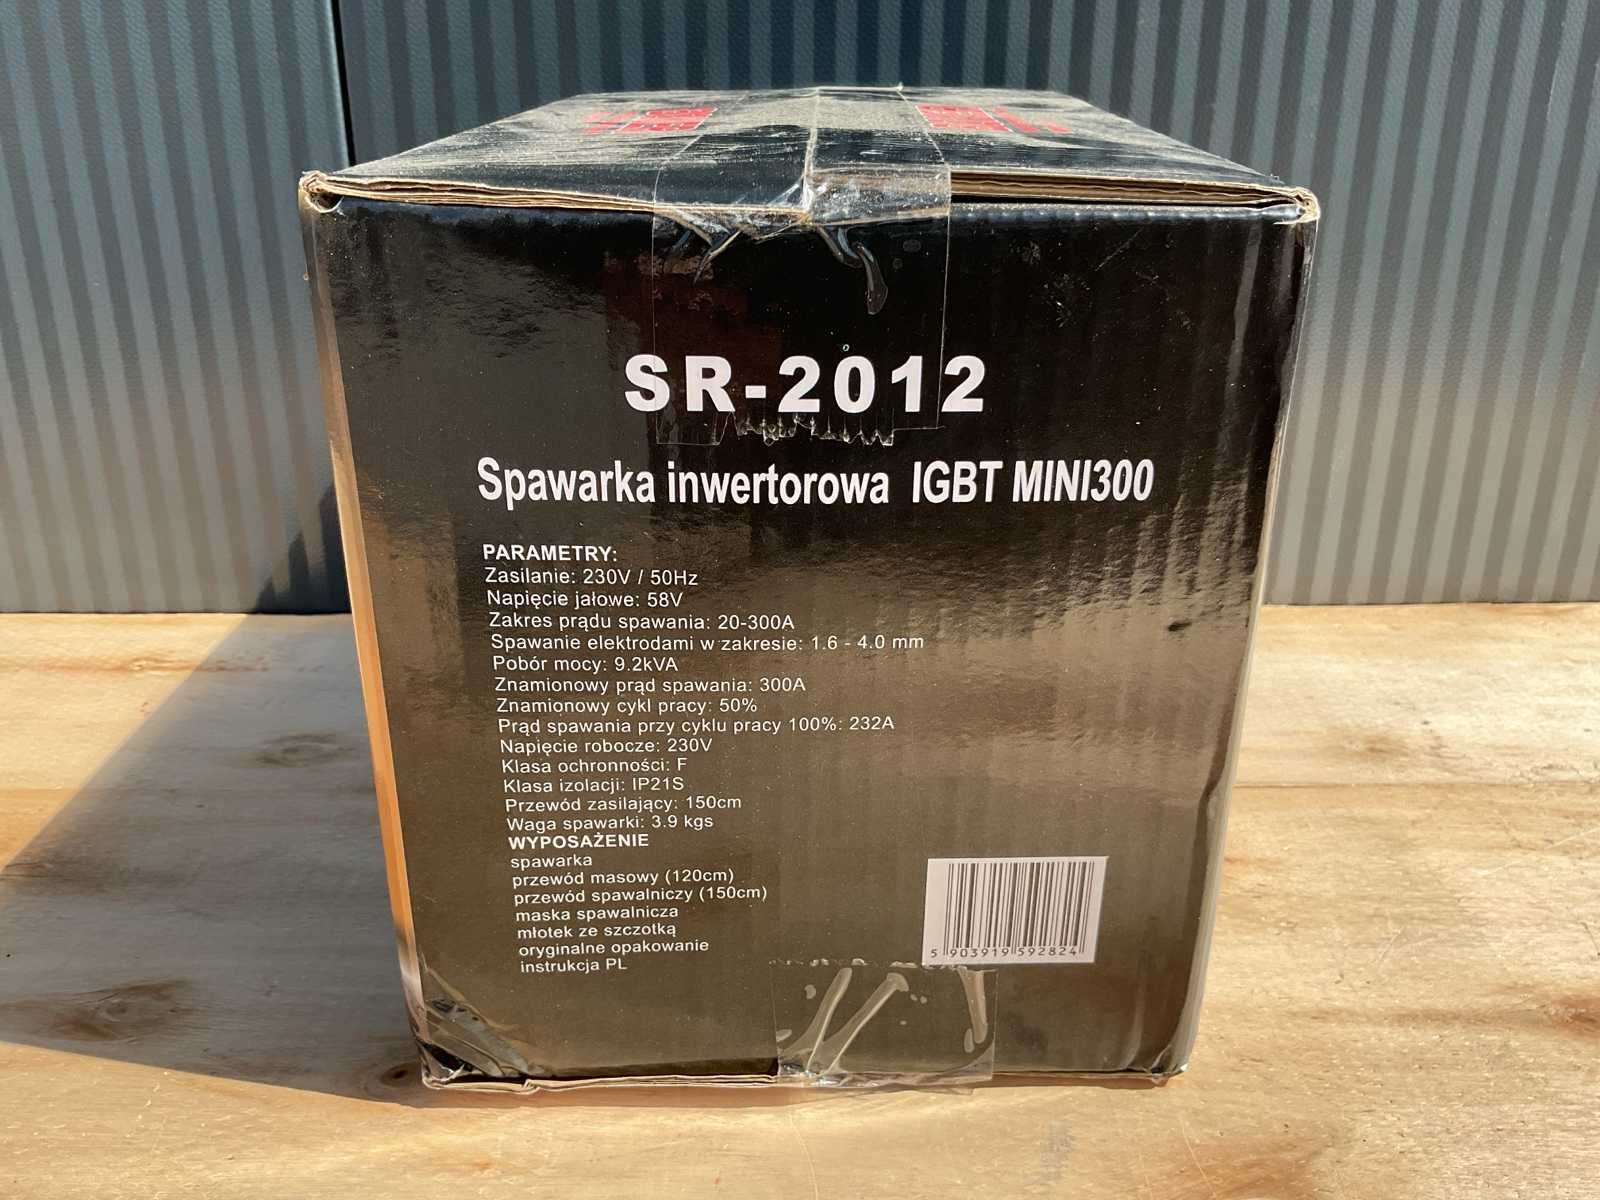 SR-2012
Spawarka inwertorowa IGBT MINI300
PARAMETRY:
Zasilanie: 230V / 50Hz
Napięcie jałowe: 58V
Zakres prądu spawania: 20-300A
Spawanie elektrodami w zakresie: 1.6 - 4.0 mm
Pobór mocy: 9.2kVA
Znamionowy prąd spawania: 300A
Znamionowy cykl pracy: 50%
Prąd spawania przy cyklu pracy 100%: 232A
Napięcie robocze: 230V
Klasa ochronności: F
Klasa izolacji: IP21S
Przewód zasilający: 150cm
Waga spawarki: 3.9 kgs
WYPOSAŻENIE
spawarka
przewód masowy (120cm)
przewód spawalniczy (150cm)
maska spawalnicza
młotek ze szczotką
oryginalne opakowanie
instrukcja PL
5 903919 592824